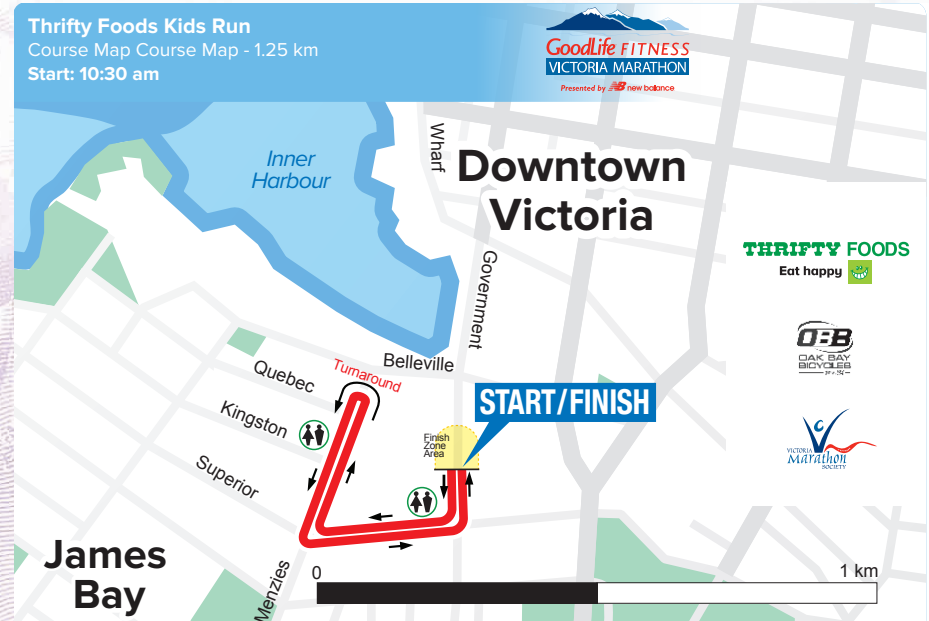 Thrifty Foods Kids Run
Course Map Course Map - 1.25 km
Start: 10:30 am
GoodLife FITNESS
VICTORIA MARATHON
Presented by NB new balance
Inner
Harbour
Wharf
Downtown
Victoria
Government
THRIFTY FOODS
Eat happy
OBB
OAK BAY
BICYCLES
Belleville
Quebec
Turnaround
Kingston
START/FINISH
Finish
Zone
Area
Superior
VICTORIA
Marathon
SOCIETY
James
Bay
Menzies
0
1 km